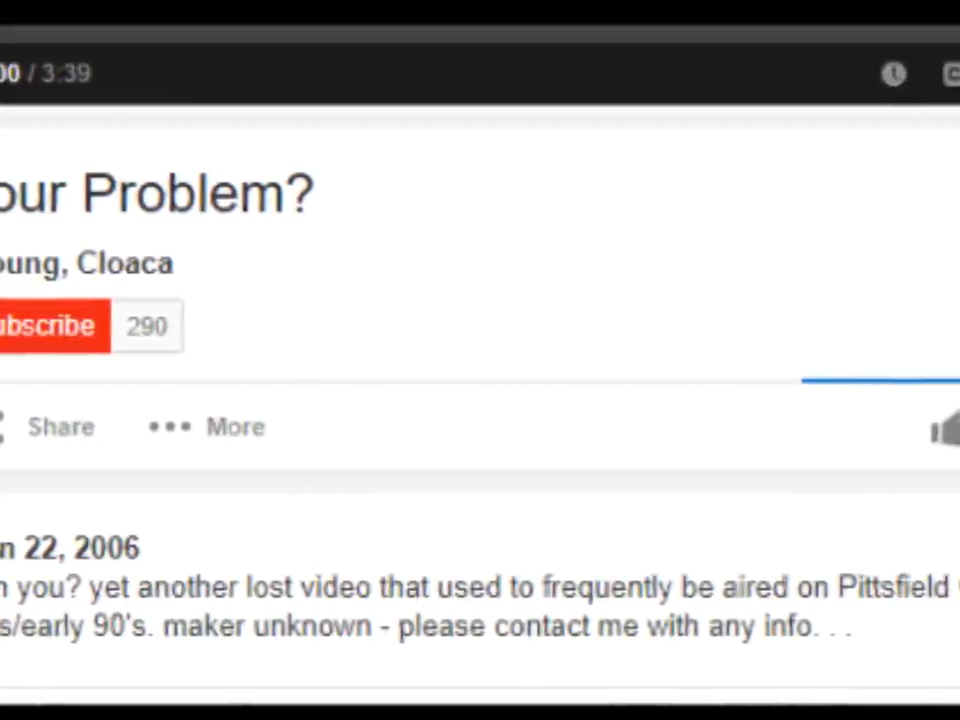 00 / 3:39
our Problem?
oung, Cloaca
ubscribe 290
Share ••• More
n 22, 2006
n you? yet another lost video that used to frequently be aired on Pittsfield
s/early 90's. maker unknown - please contact me with any info. . .